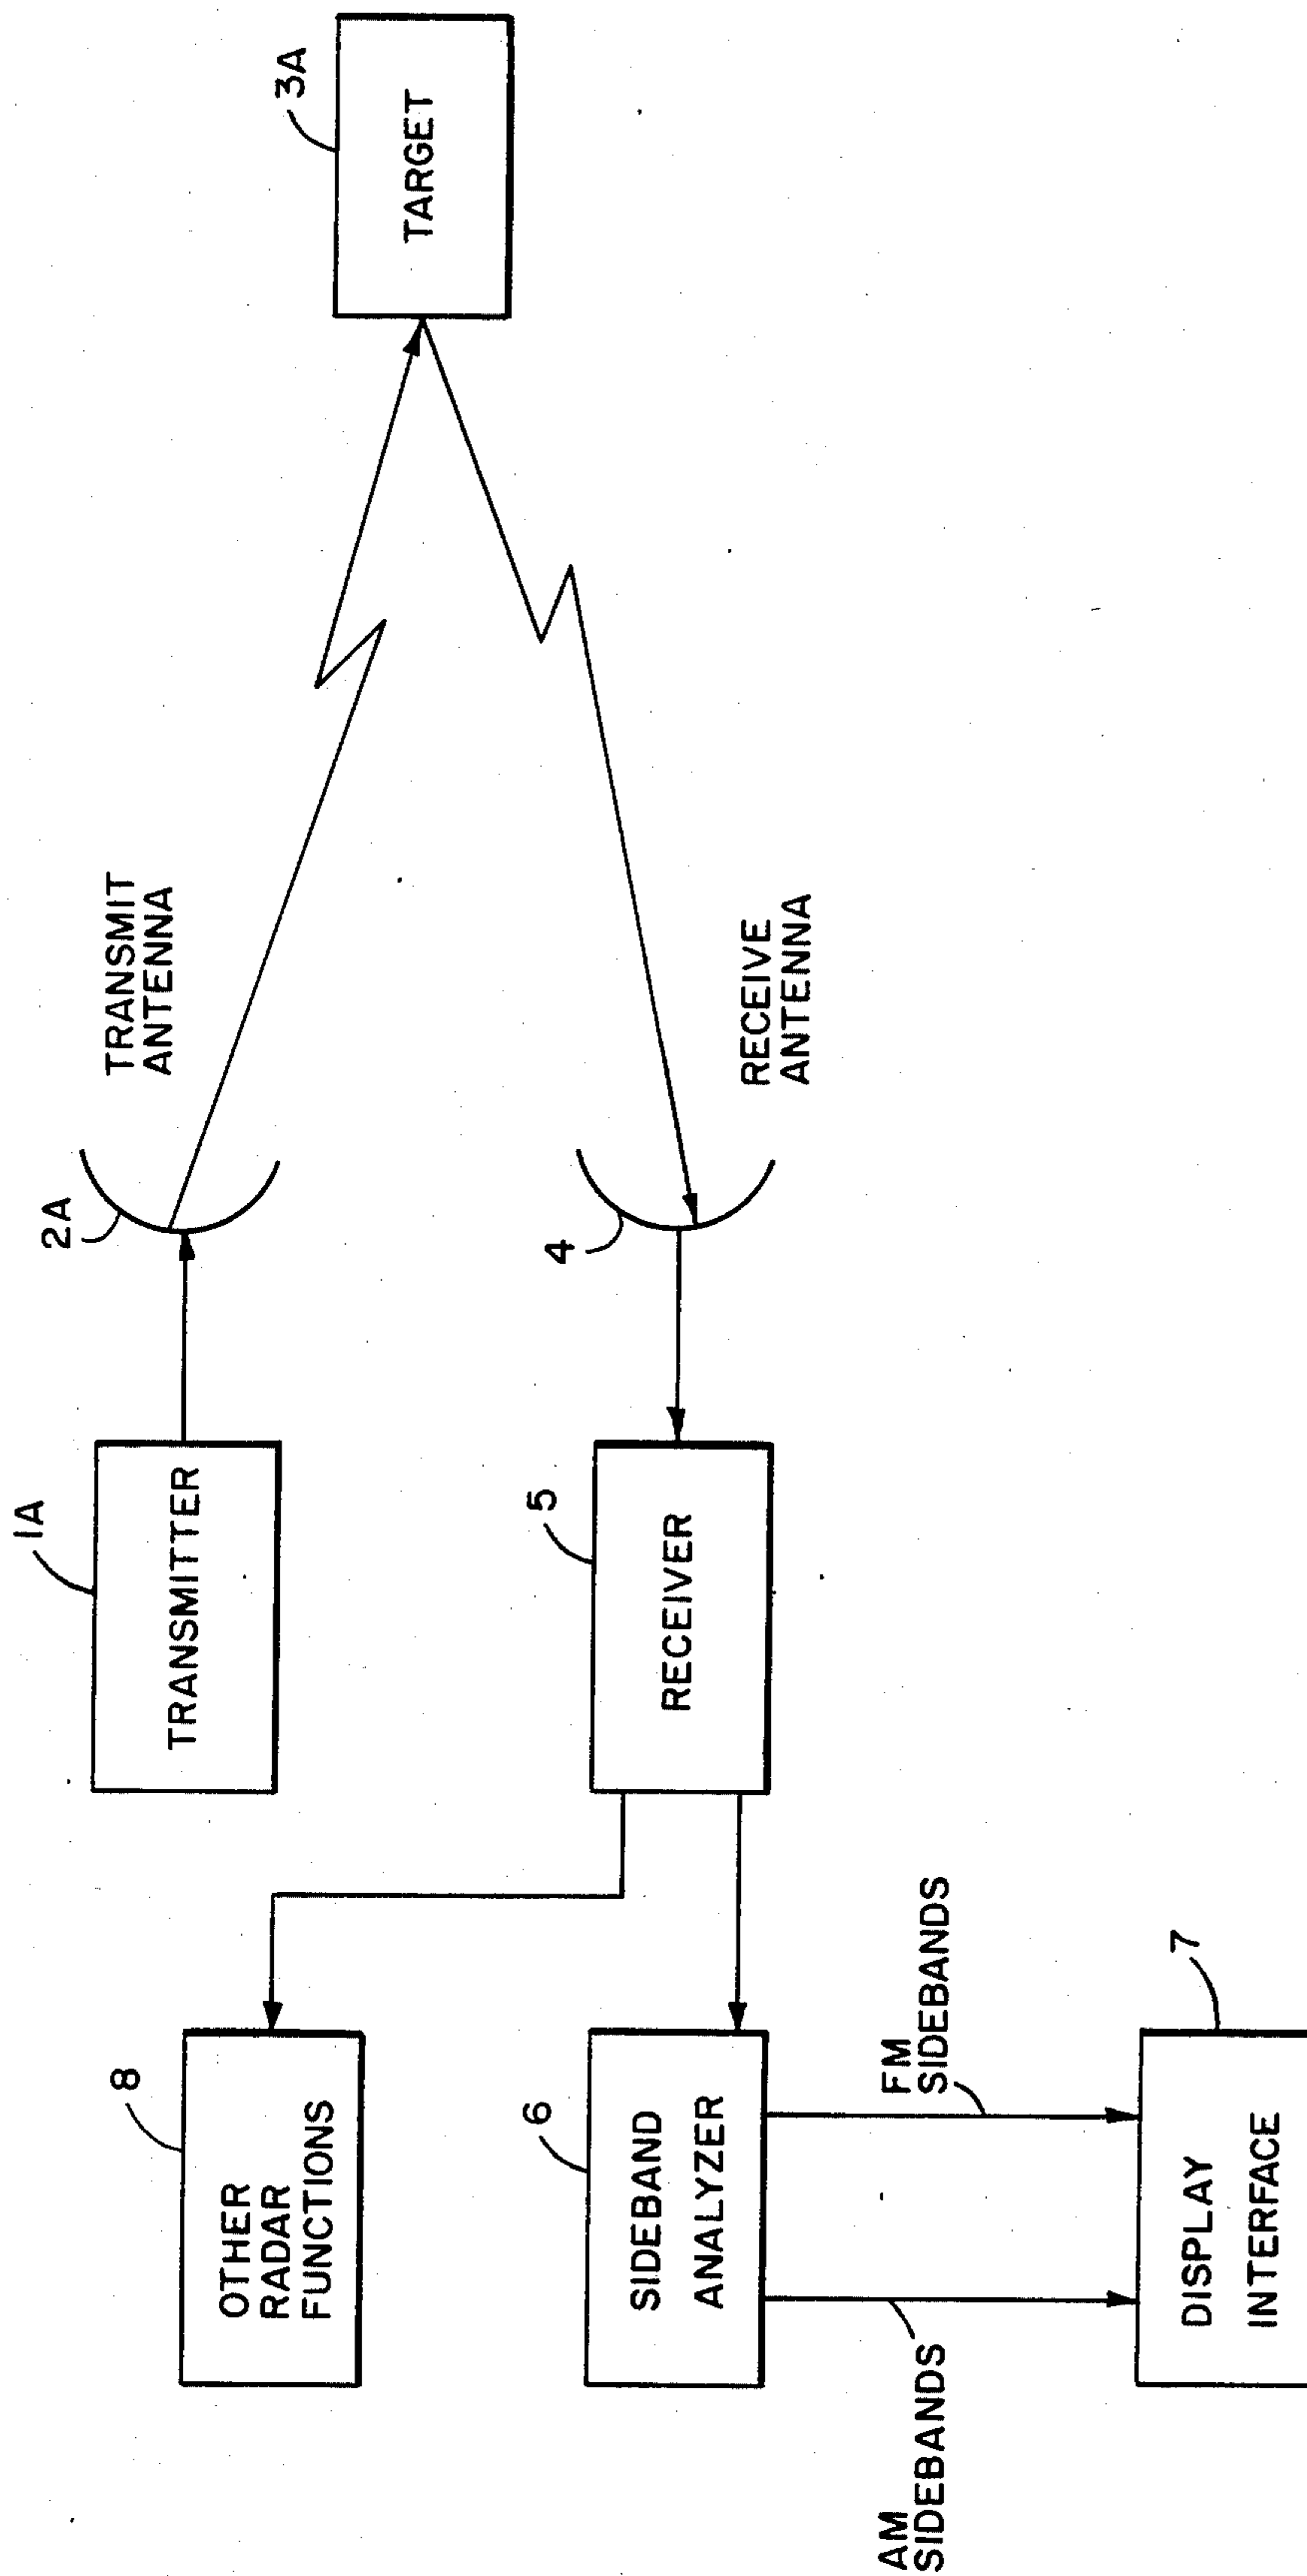 1A
TRANSMITTER
2A
TRANSMIT
ANTENNA
3A
TARGET
8
OTHER
RADAR
FUNCTIONS
5
RECEIVER
4
RECEIVE
ANTENNA
6
SIDEBAND
ANALYZER
AM
SIDEBANDS
FM
SIDEBANDS
7
DISPLAY
INTERFACE